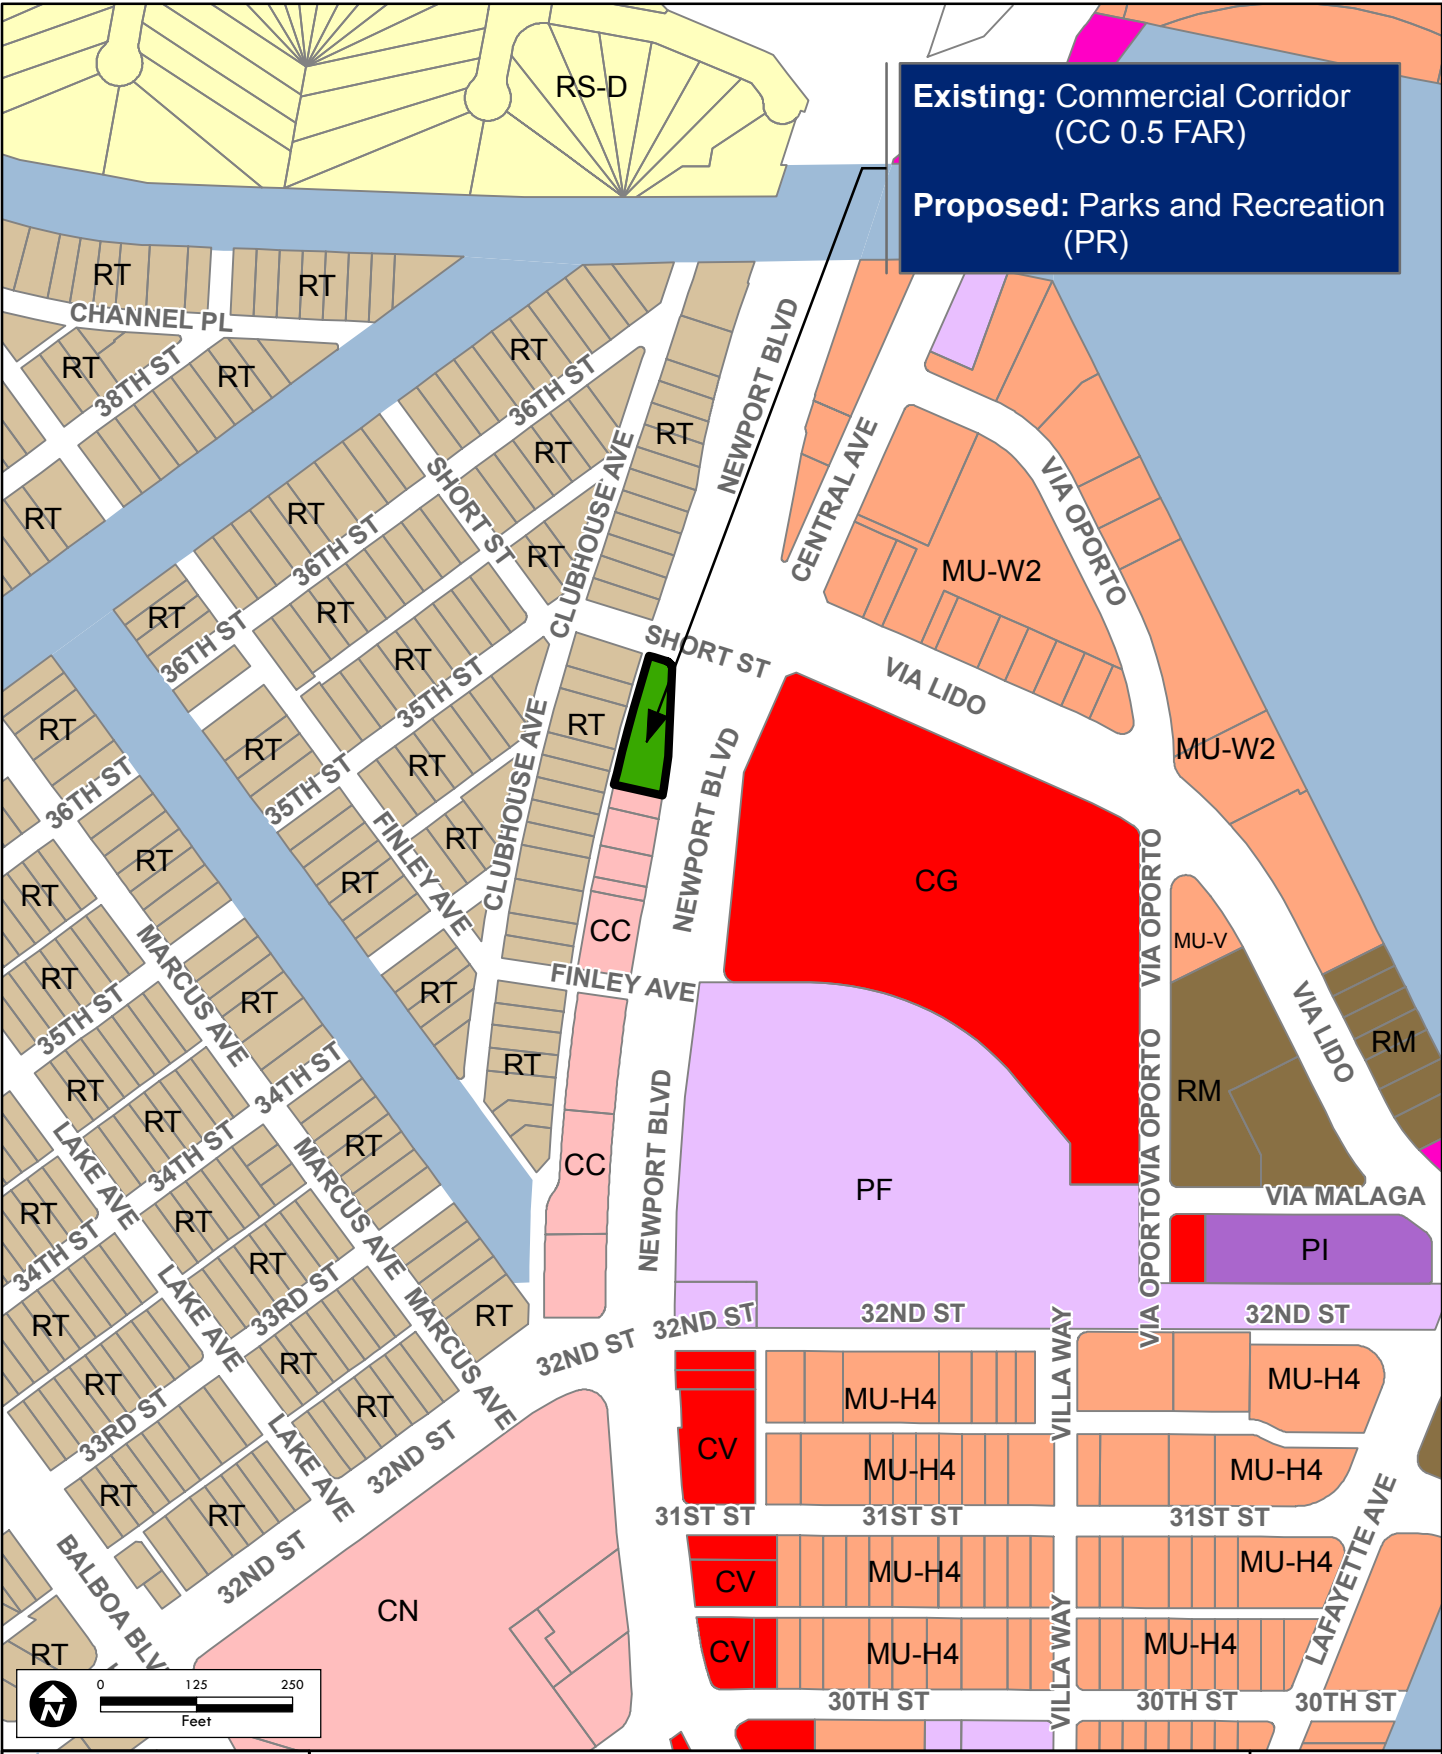 RS-D
Existing: Commercial Corridor
(CC 0.5 FAR)
Proposed: Parks and Recreation
(PR)
RT
RT
CHANNEL PL
RT
38TH ST
RT
RT
36TH ST
RT
RT
NEWPORT BLVD
CENTRAL AVE
VIA OPORTO
RT
SHORT ST
CLUBHOUSE AVE
RT
36TH ST
RT
MU-W2
RT
RT
36TH ST
RT
SHORT ST
VIA LIDO
35TH ST
RT
RT
RT
MU-W2
36TH ST
35TH ST
RT
CLUBHOUSE AVE
NEWPORT BLVD
FINLEY AVE
RT
RT
RT
RT
CG
VIA OPORTO
MU-V
CC
MARCUS AVE
RT
35TH ST
RT
RT
FINLEY AVE
VIA LIDO
RM
RM
RT
RT
34TH ST
RT
NEWPORT BLVD
VIA OPORTO
LAKE AVE
34TH ST
MARCUS AVE
RT
CC
PF
VIA MALAGA
RT
RT
34TH ST
RT
PI
VIA OPORTO
LAKE AVE
33RD ST
MARCUS AVE
RT
RT
32ND ST
32ND ST
32ND ST
32ND ST
RT
RT
RT
VILLA WAY
MU-H4
MU-H4
33RD ST
LAKE AVE
32ND ST
CV
MU-H4
MU-H4
RT
RT
31ST ST
31ST ST
31ST ST
LAFAYETTE AVE
BALBOA BLV
32ND ST
CN
CV
MU-H4
MU-H4
RT
CV
MU-H4
MU-H4
VILLA WAY
30TH ST
30TH ST
30TH ST
N
0 125 250
Feet